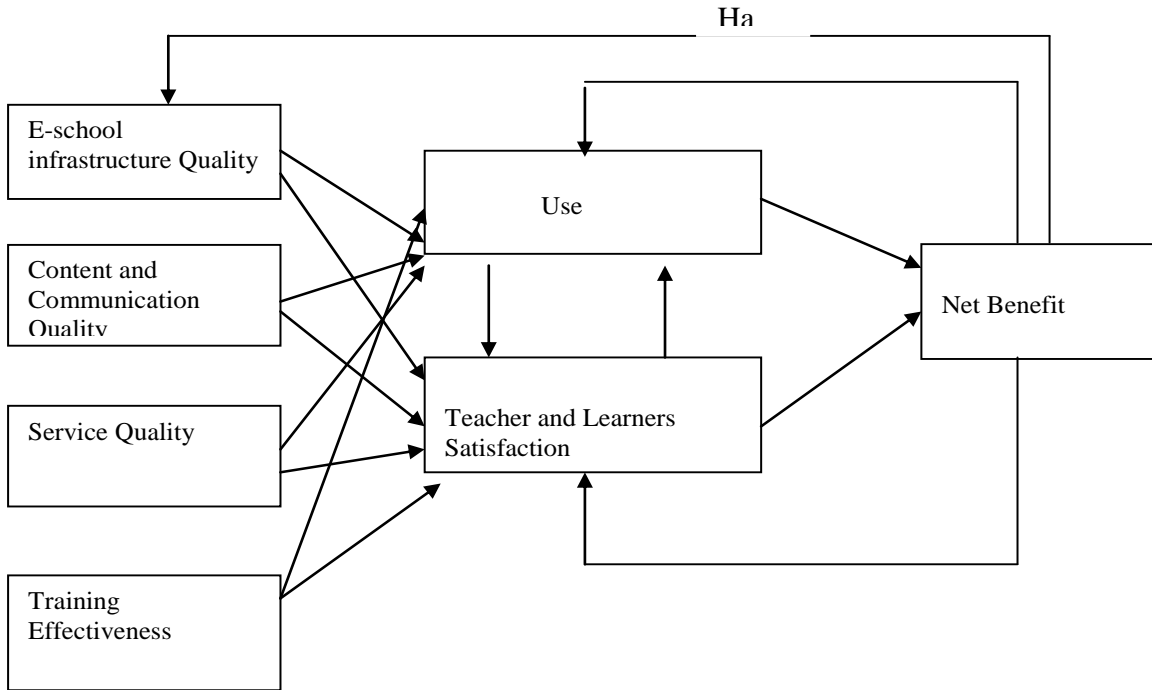 Ha
E-school
infrastructure Quality
Use
Content and
Communication
Quality
Net Benefit
Service Quality
Teacher and Learners
Satisfaction
Training
Effectiveness